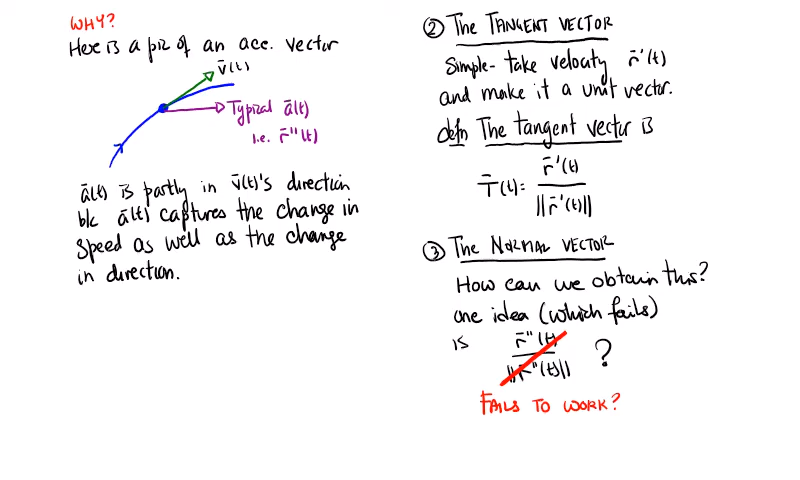 WHY?
Here is a pic of an acc. vector
v̄(t)
Typical ā(t)
i.e. r̄''(t)
ā(t) is partly in v̄(t)'s direction
b/c ā(t) captures the change in
speed as well as the change
in direction.
② The TANGENT VECTOR
Simple- take velocity r̄'(t)
and make it a unit vector.
defn The tangent vector is
T̄(t) = r̄'(t) / ||r̄'(t)||
③ The NORMAL VECTOR
How can we obtain this?
one idea (which fails)
is r̄''(t) / ||r̄''(t)|| ?
FAILS TO WORK?